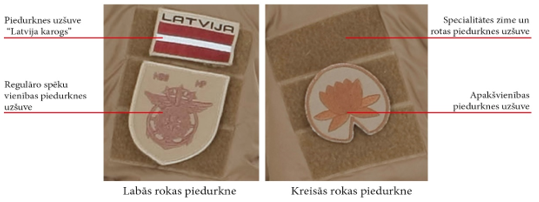 Piedurknes uzšuve
“Latvija karogs”
Regulāro spēku
vienības piedurknes
uzšuve
LATVIJA
Labās rokas piedurkne
Specialitātes zīme un
rotas piedurknes uzšuve
Apakšvienības
piedurknes uzšuve
Kreisās rokas piedurkne